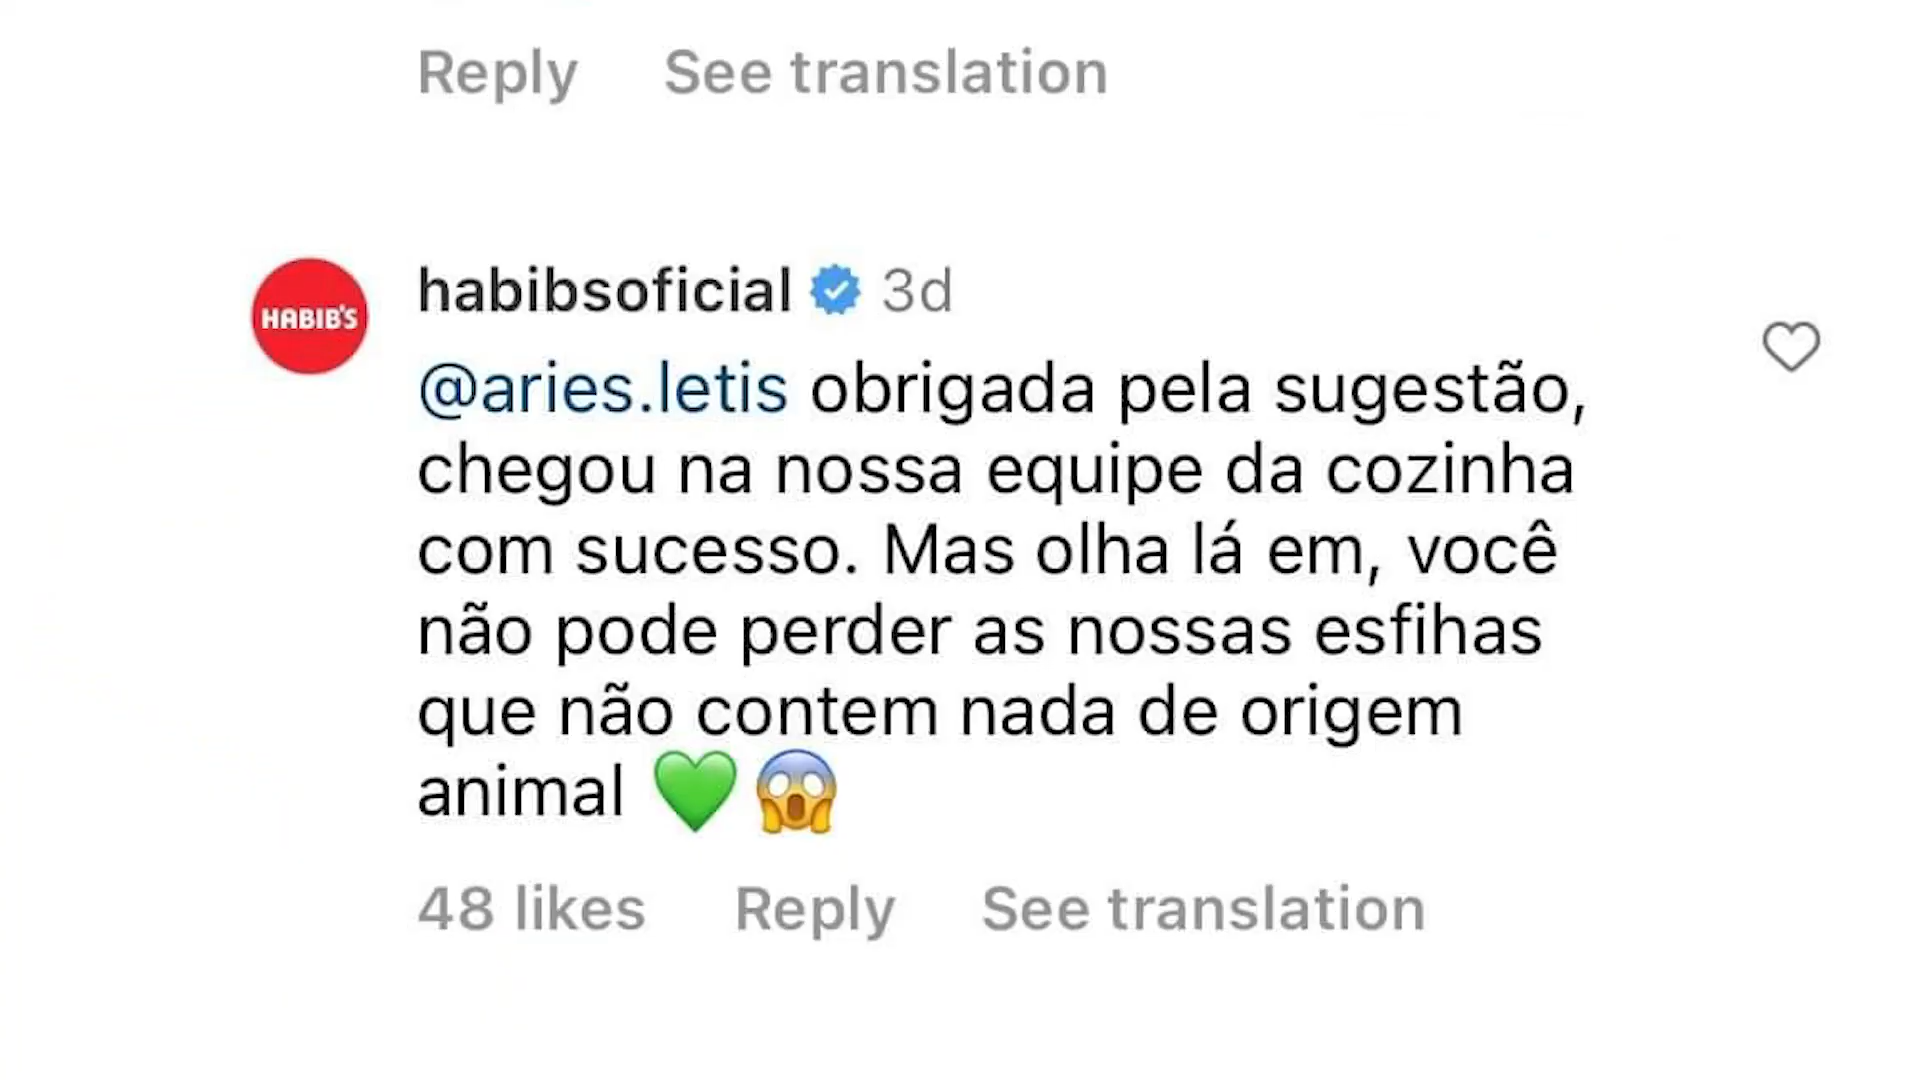 Reply See translation
HABIB'S
habibsoficial 3d
@aries.letis obrigada pela sugestão,
chegou na nossa equipe da cozinha
com sucesso. Mas olha lá em, você
não pode perder as nossas esfihas
que não contem nada de origem
animal 💚😱
48 likes Reply See translation